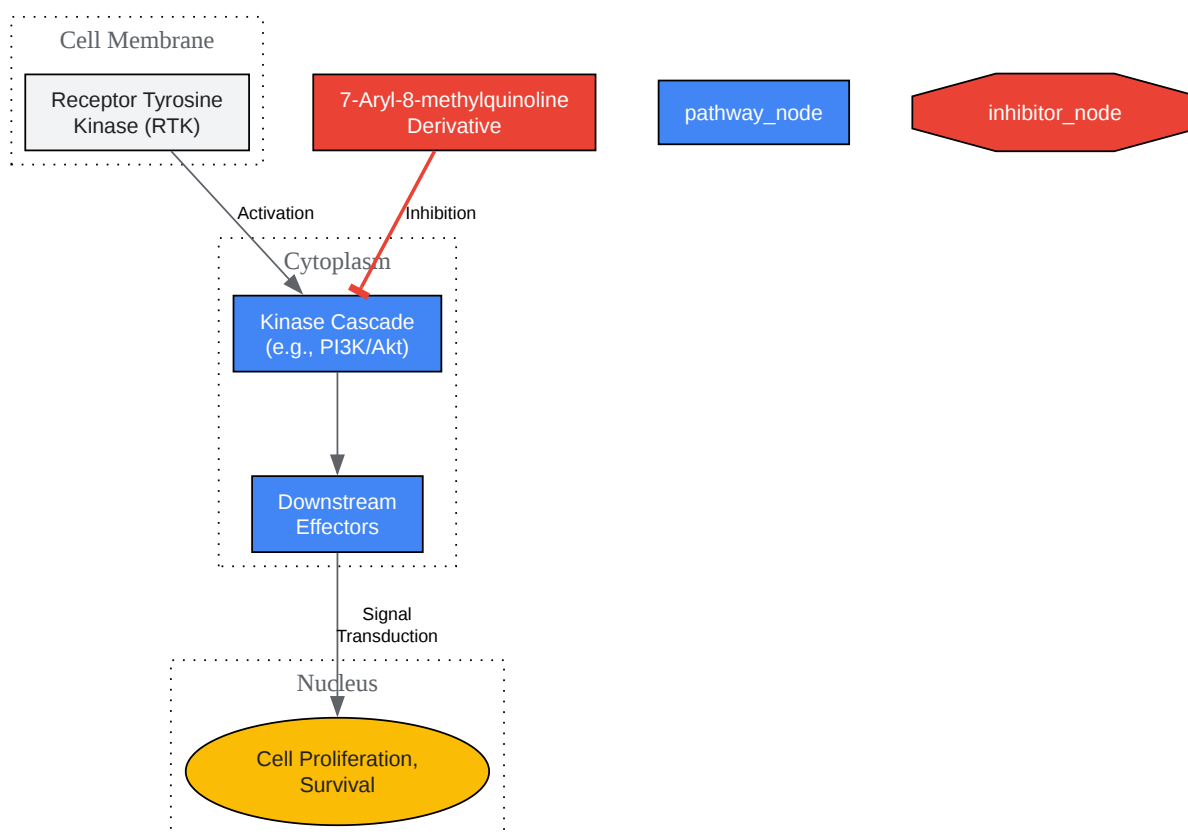 Cell Membrane
Receptor Tyrosine
Kinase (RTK)
7-Aryl-8-methylquinoline
Derivative
pathway_node
inhibitor_node
Activation
Inhibition
Cytoplasm
Kinase Cascade
(e.g., PI3K/Akt)
Downstream
Effectors
Signal
Transduction
Nucleus
Cell Proliferation,
Survival